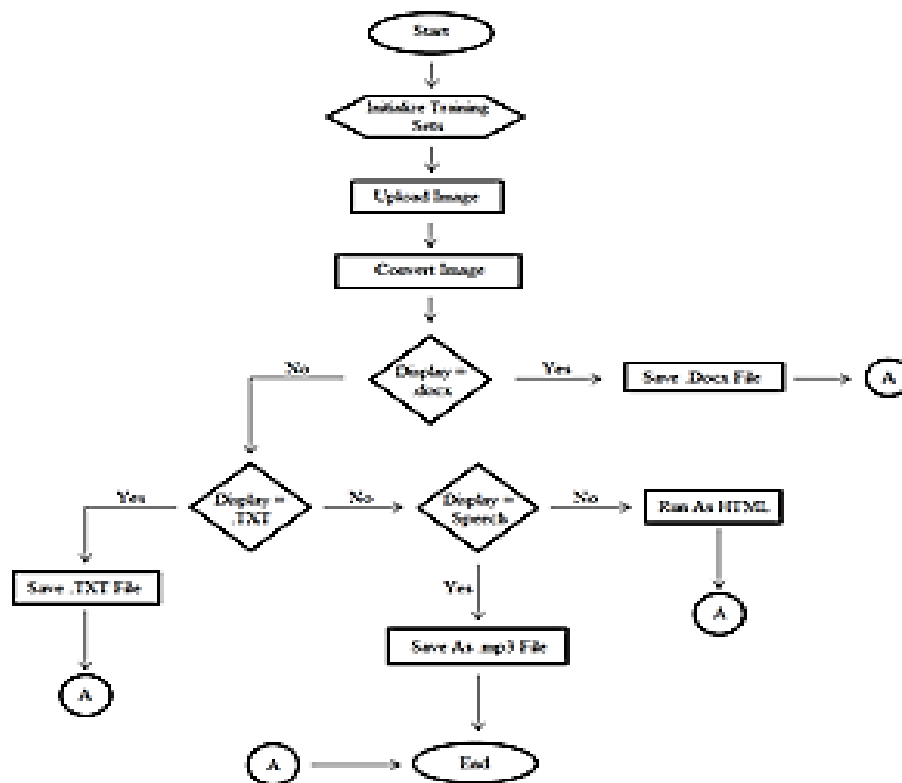 Start
Initialize Training
Sets
Upload Image
Convert Image
Display =
.docx
No
Yes
Save .Docx File
A
Display =
.TXT
Yes
No
Display =
Speech
No
Run As HTML
Save .TXT File
Yes
A
Save As .mp3 File
A
A
End